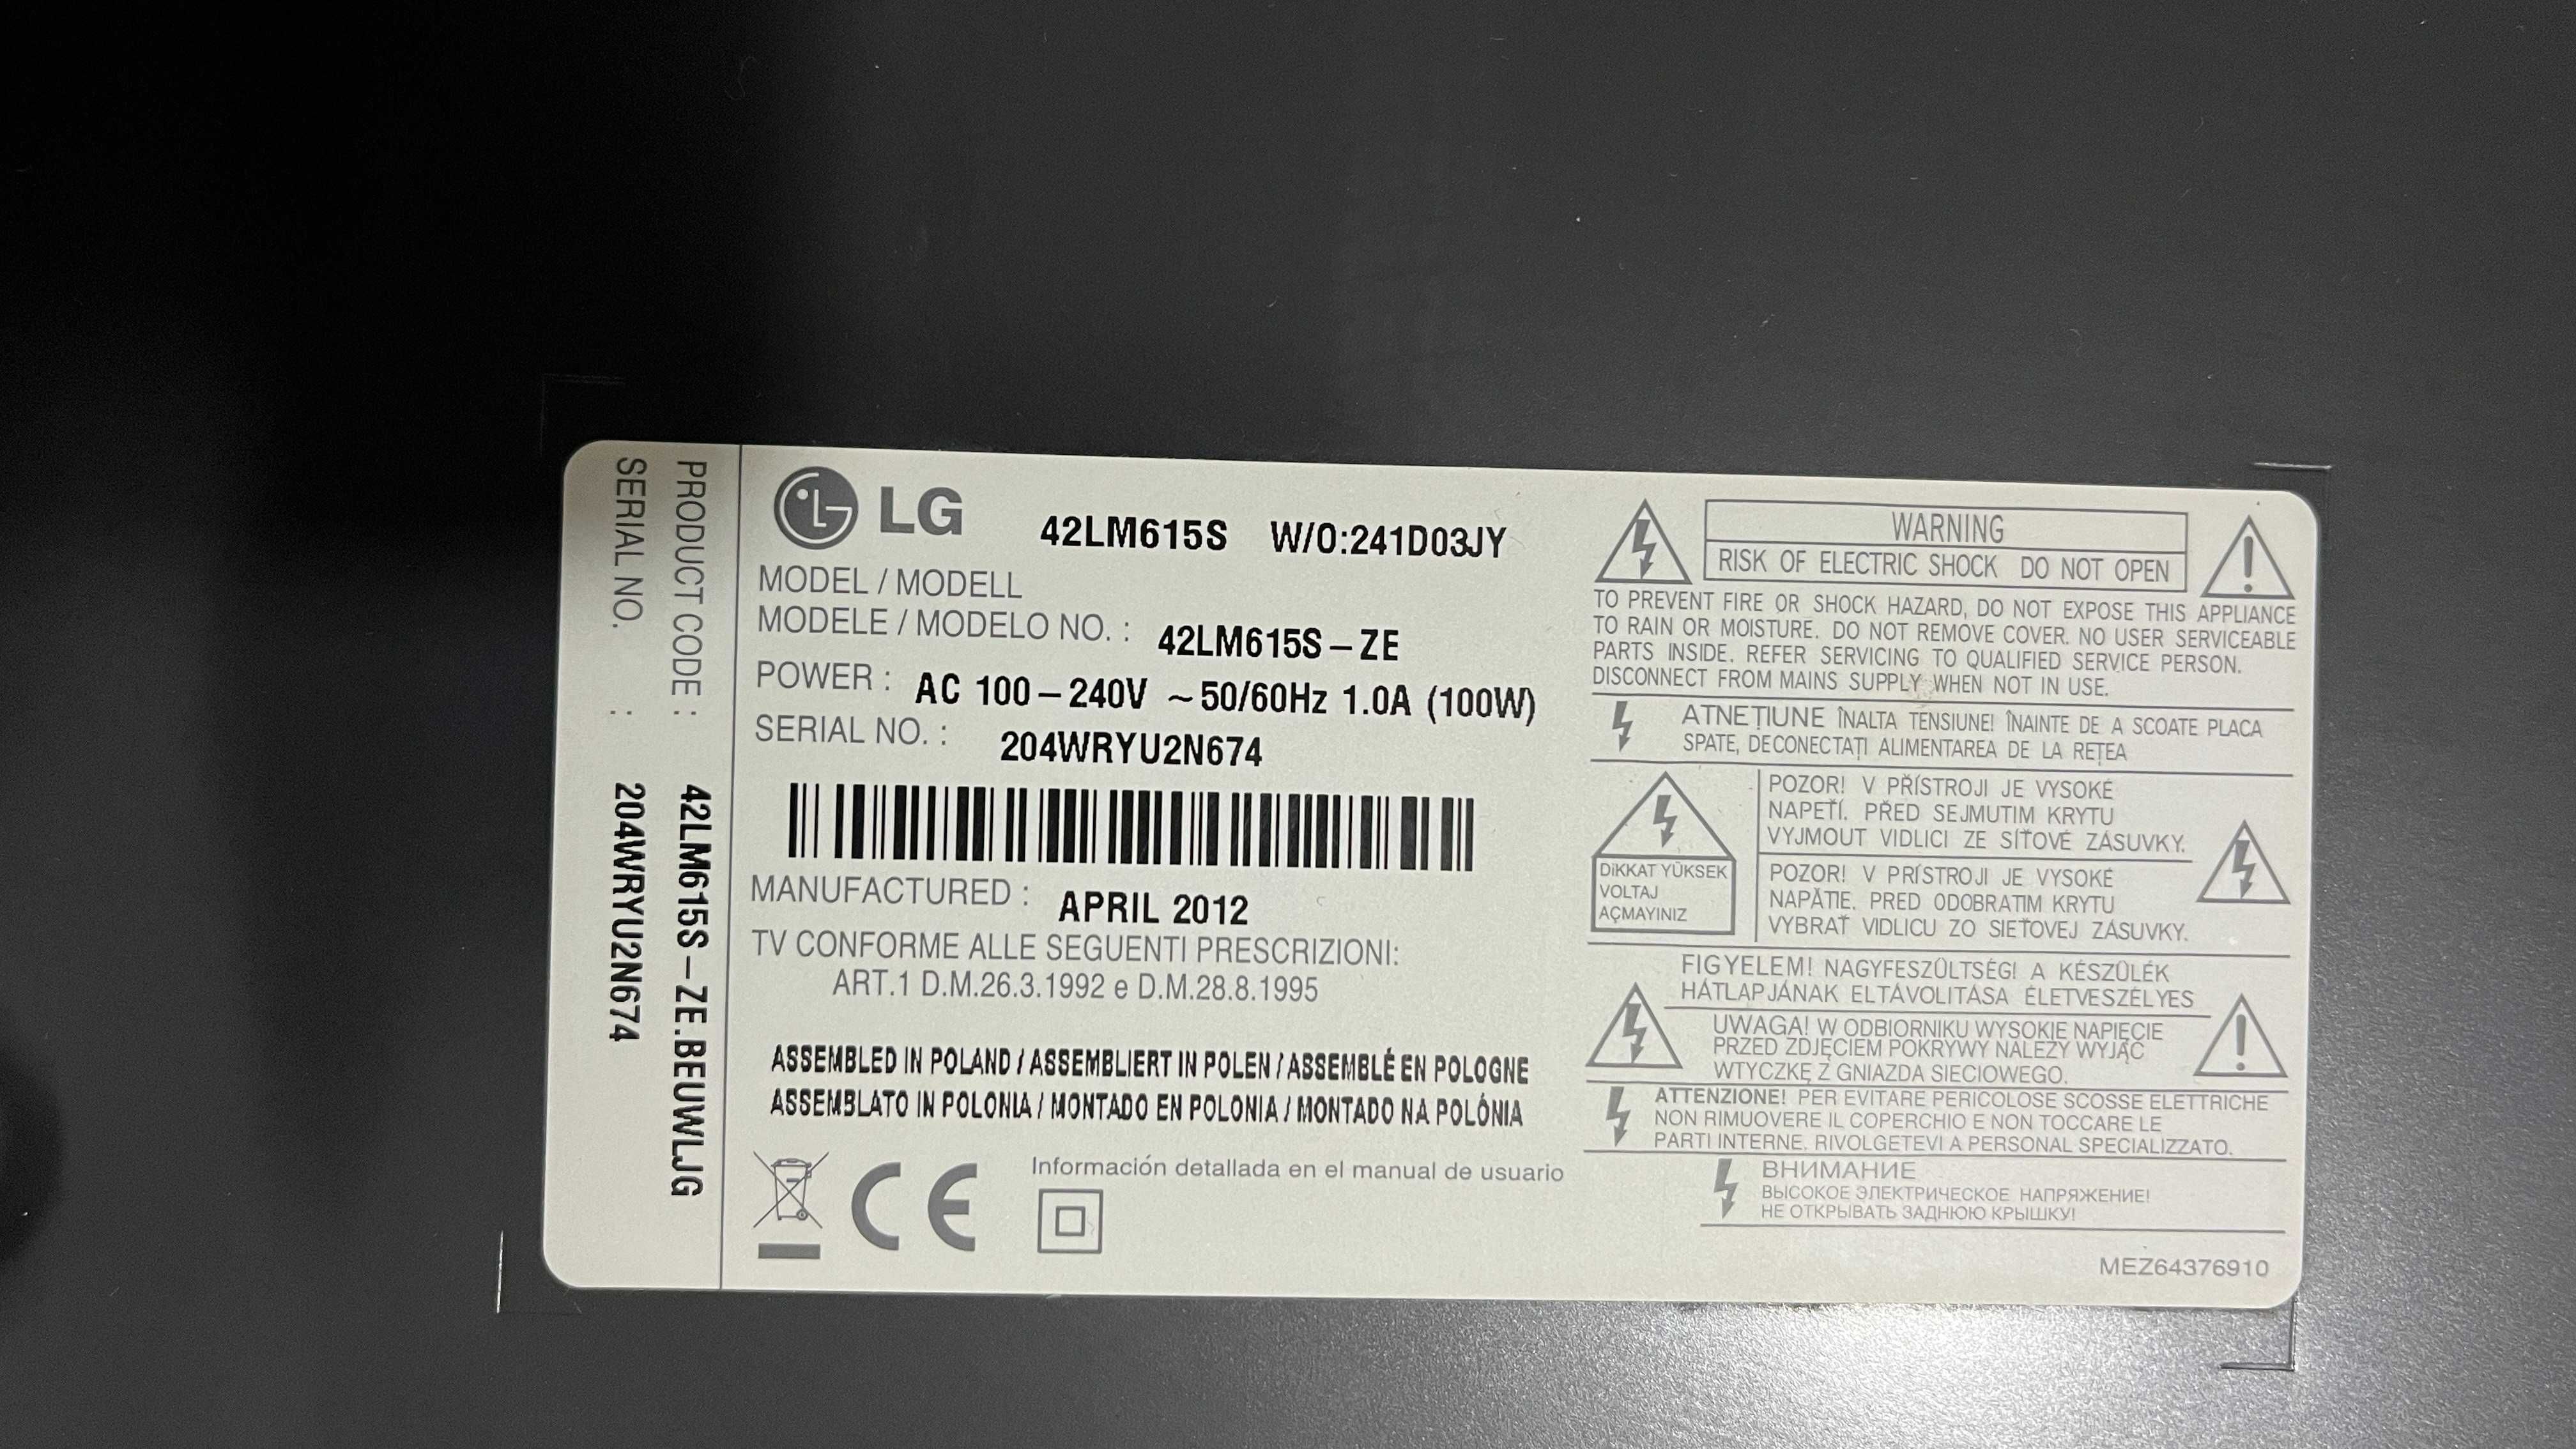 PRODUCT CODE : 42LM615S-ZE.BEUWLJG
SERIAL NO. : 204WRYU2N674
LG 42LM615S W/O:241D03JY
MODEL / MODELL
MODELE / MODELO NO. : 42LM615S-ZE
POWER : AC 100-240V ~50/60Hz 1.0A (100W)
SERIAL NO. : 204WRYU2N674
MANUFACTURED : APRIL 2012
TV CONFORME ALLE SEGUENTI PRESCRIZIONI:
ART.1 D.M.26.3.1992 e D.M.28.8.1995
ASSEMBLED IN POLAND / ASSEMBLIERT IN POLEN / ASSEMBLÉ EN POLOGNE
ASSEMBLATO IN POLONIA / MONTADO EN POLONIA / MONTADO NA POLÓNIA
CE
Información detallada en el manual de usuario
WARNING
RISK OF ELECTRIC SHOCK DO NOT OPEN
TO PREVENT FIRE OR SHOCK HAZARD, DO NOT EXPOSE THIS APPLIANCE
TO RAIN OR MOISTURE. DO NOT REMOVE COVER. NO USER SERVICEABLE
PARTS INSIDE. REFER SERVICING TO QUALIFIED SERVICE PERSON.
DISCONNECT FROM MAINS SUPPLY WHEN NOT IN USE.
ATNEȚIUNE ÎNALTA TENSIUNE! ÎNAINTE DE A SCOATE PLACA
SPATE, DECONECTAȚI ALIMENTAREA DE LA REȚEA
DiKKAT YÜKSEK
VOLTAJ
AÇMAYINIZ
POZOR! V PŘÍSTROJI JE VYSOKÉ
NAPETÍ. PŘED SEJMUTIM KRYTU
VYJMOUT VIDLICI ZE SÍŤOVÉ ZÁSUVKY.
POZOR! V PRÍSTROJI JE VYSOKÉ
NAPÄTIE. PRED ODOBRATIM KRYTU
VYBRAŤ VIDLICU ZO SIEŤOVEJ ZÁSUVKY.
FIGYELEM! NAGYFESZÜLTSÉG! A KÉSZÜLÉK
HÁTLAPJÁNAK ELTÁVOLITÁSA ÉLETVESZÉLYES
UWAGA! W ODBIORNIKU WYSOKIE NAPIĘCIE
PRZED ZDJĘCIEM POKRYWY NALEZY WYJĄĆ
WTYCZKĘ Z GNIAZDA SIECIOWEGO.
ATTENZIONE! PER EVITARE PERICOLOSE SCOSSE ELETTRICHE
NON RIMUOVERE IL COPERCHIO E NON TOCCARE LE
PARTI INTERNE. RIVOLGETEVI A PERSONAL SPECIALIZZATO.
ВНИМАНИЕ
ВЫСОКОЕ ЭЛЕКТРИЧЕСКОЕ НАПРЯЖЕНИЕ!
НЕ ОТКРЫВАТЬ ЗАДНЮЮ КРЫШКУ!
MEZ64376910